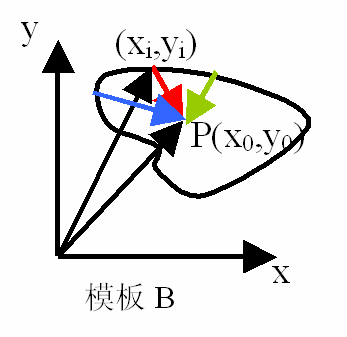 y
(xi,yi)
P(x0,y0)
x
模板 B